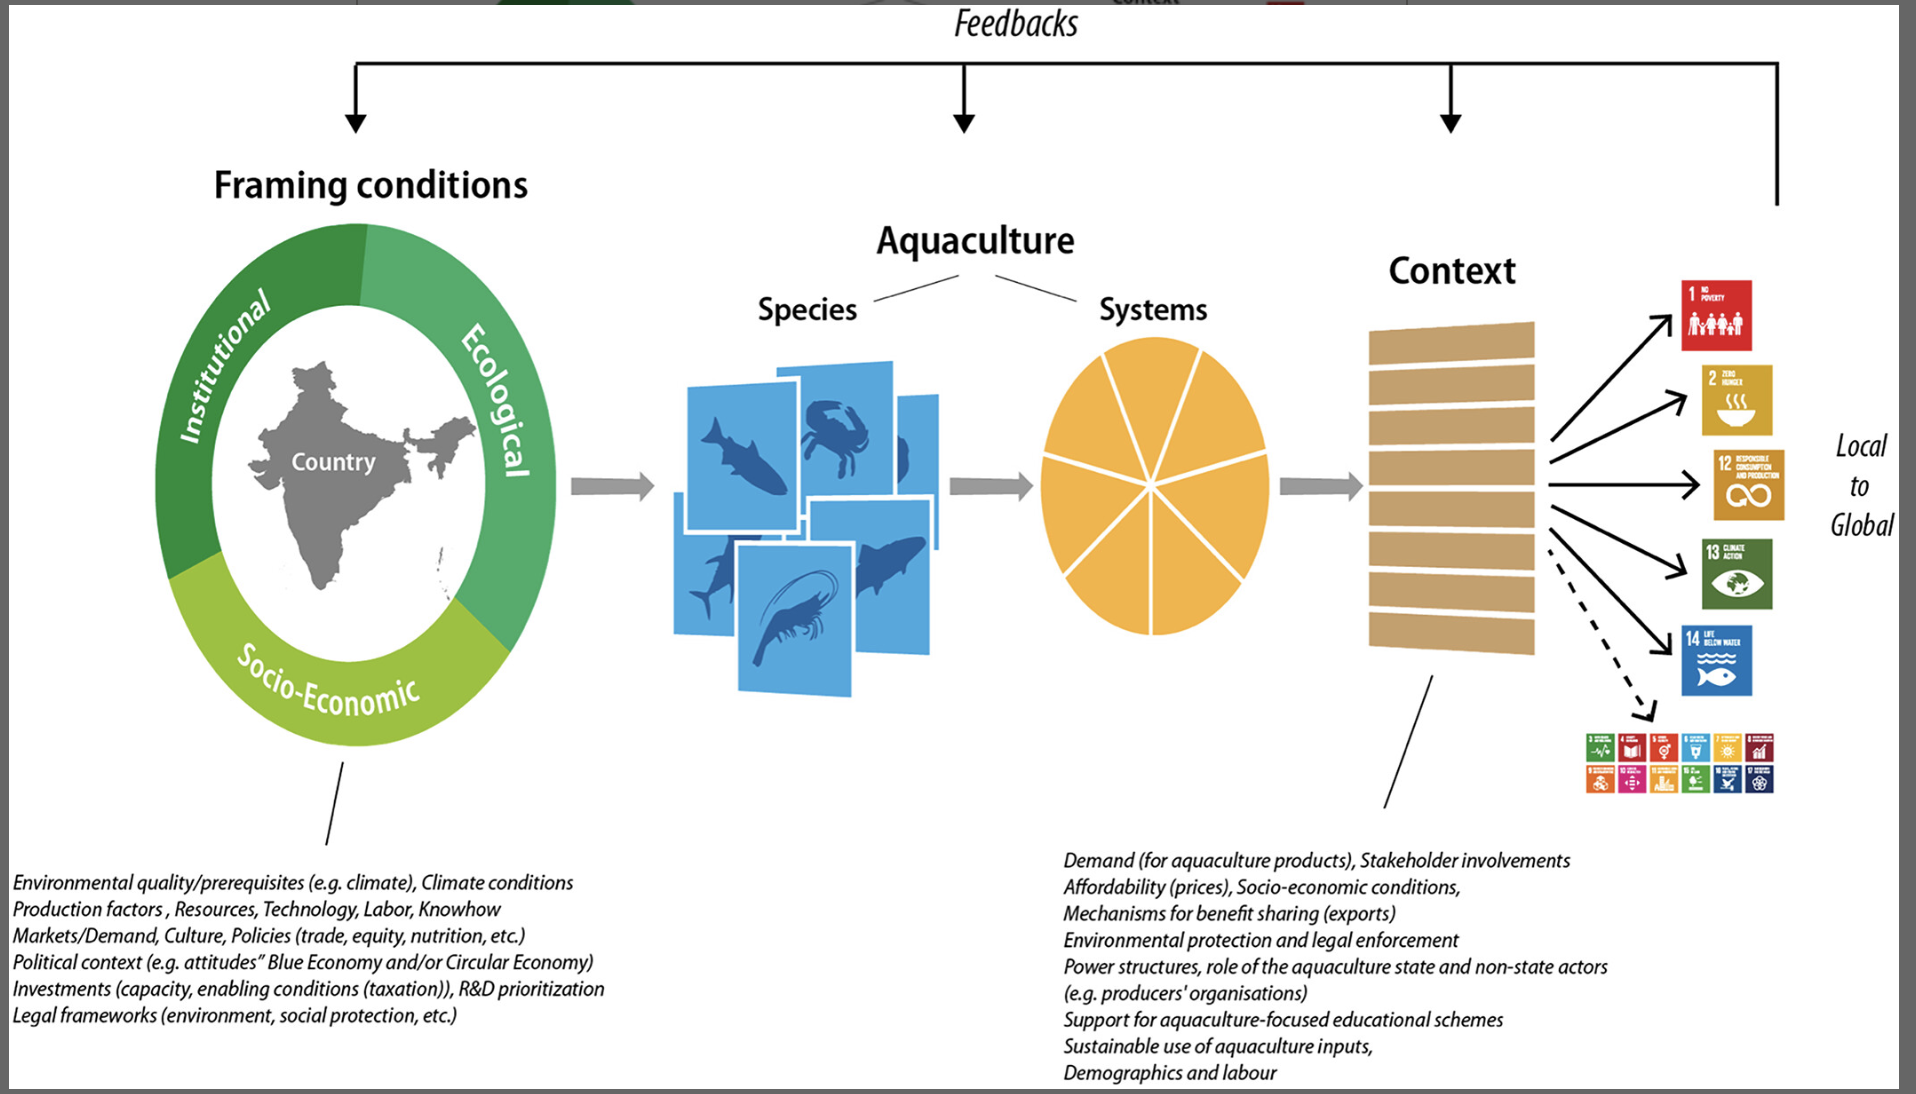 Feedbacks
Framing conditions
Institutional
Ecological
Socio-Economic
Country
Aquaculture
Species
Systems
Context
1 NO
POVERTY
2 ZERO
HUNGER
12 RESPONSIBLE
CONSUMPTION
AND PRODUCTION
13 CLIMATE
ACTION
14 LIFE
BELOW WATER
Local
to
Global
Environmental quality/prerequisites (e.g. climate), Climate conditions
Production factors , Resources, Technology, Labor, Knowhow
Markets/Demand, Culture, Policies (trade, equity, nutrition, etc.)
Political context (e.g. attitudes” Blue Economy and/or Circular Economy)
Investments (capacity, enabling conditions (taxation)), R&D prioritization
Legal frameworks (environment, social protection, etc.)
Demand (for aquaculture products), Stakeholder involvements
Affordability (prices), Socio-economic conditions,
Mechanisms for benefit sharing (exports)
Environmental protection and legal enforcement
Power structures, role of the aquaculture state and non-state actors
(e.g. producers' organisations)
Support for aquaculture-focused educational schemes
Sustainable use of aquaculture inputs,
Demographics and labour